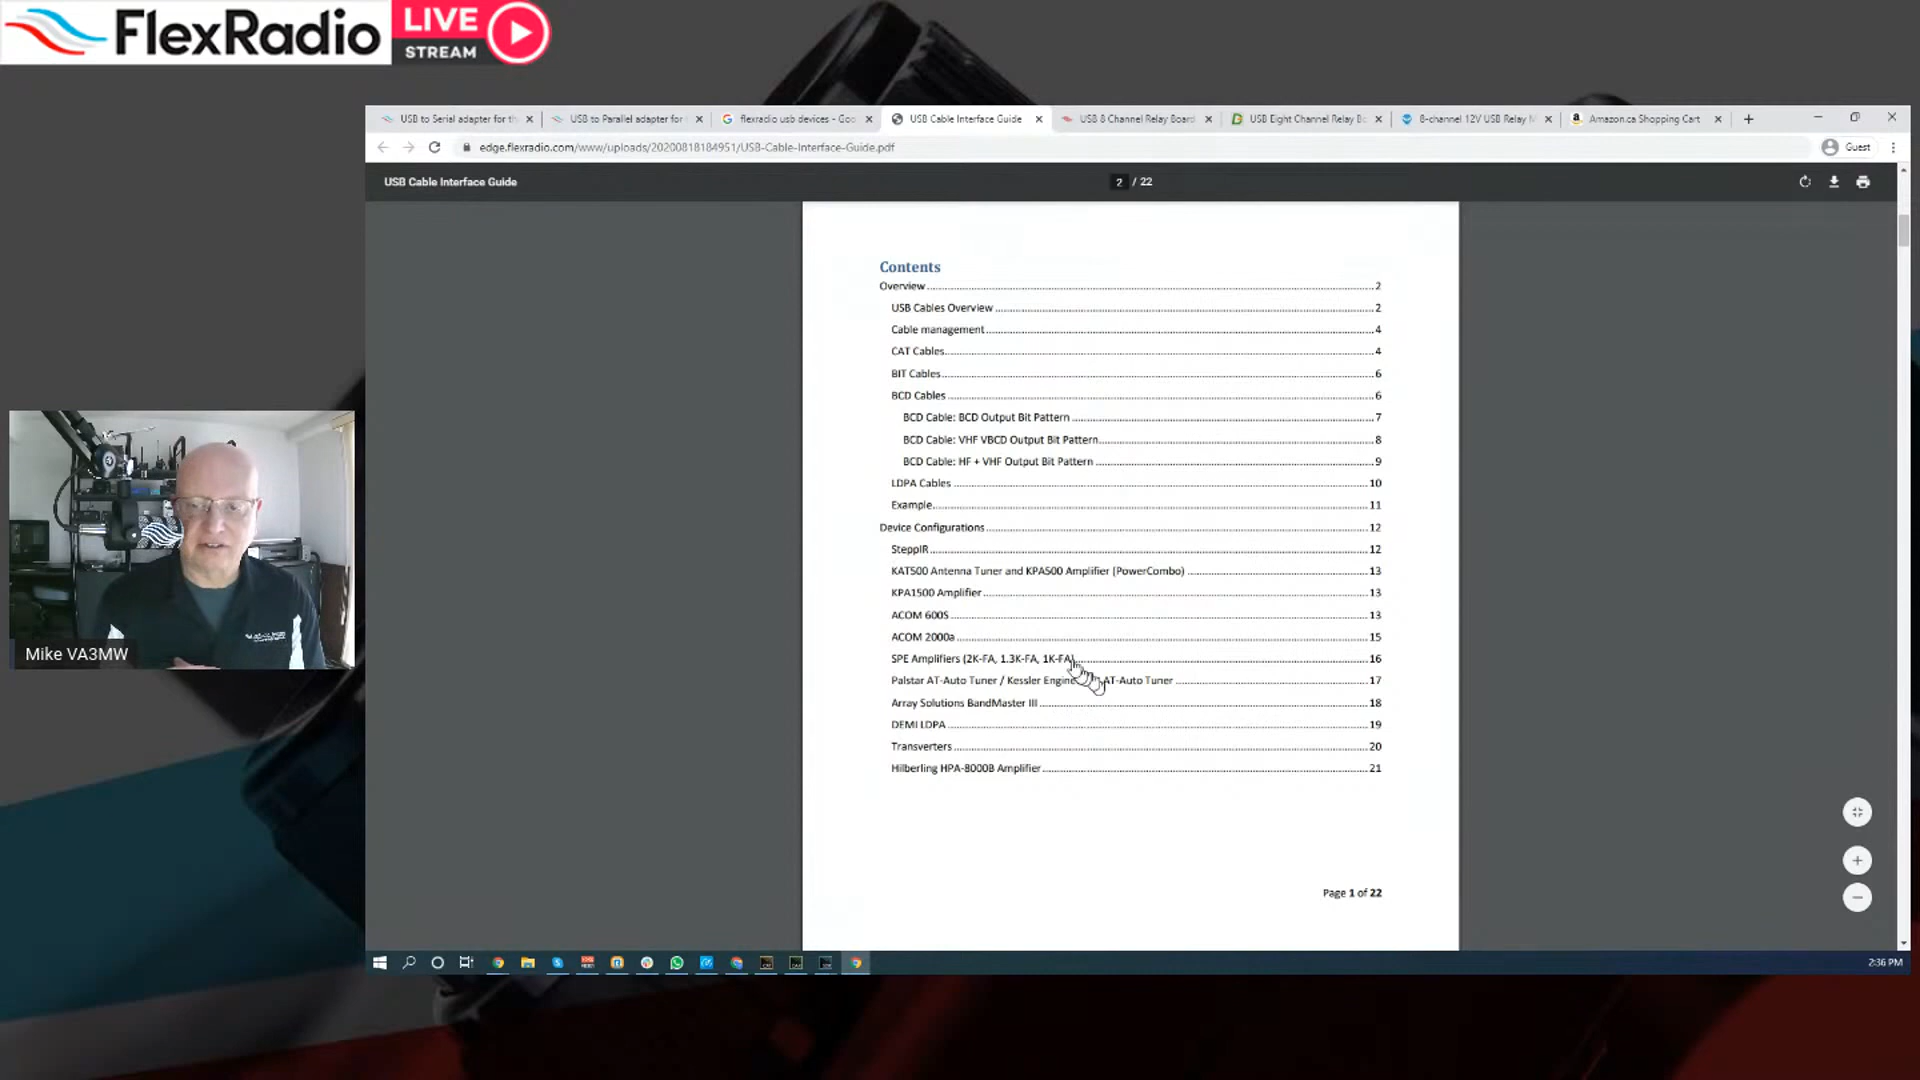 FlexRadio
LIVE
STREAM
USB to Serial adapter for th
USB to Parallel adapter for
flexradio usb devices - Goo
USB Cable Interface Guide
USB 8 Channel Relay Board
USB Eight Channel Relay Bo
8-channel 12V USB Relay M
Amazon.ca Shopping Cart
edge.flexradio.com/www/uploads/20200818184951/USB-Cable-Interface-Guide.pdf
Guest
USB Cable Interface Guide
2 / 22
Contents
Overview 2
USB Cables Overview 2
Cable management 4
CAT Cables 4
BIT Cables 6
BCD Cables 6
BCD Cable: BCD Output Bit Pattern 7
BCD Cable: VHF VBCD Output Bit Pattern 8
BCD Cable: HF + VHF Output Bit Pattern 9
LDPA Cables 10
Example 11
Device Configurations 12
SteppIR 12
KAT500 Antenna Tuner and KPA500 Amplifier (PowerCombo) 13
KPA1500 Amplifier 13
ACOM 600S 13
ACOM 2000a 15
SPE Amplifiers (2K-FA, 1.3K-FA, 1K-FA) 16
Palstar AT-Auto Tuner / Kessler Engine AT-Auto Tuner 17
Array Solutions BandMaster III 18
DEMI LDPA 19
Transverters 20
Hilberling HPA-8000B Amplifier 21
Page 1 of 22
Mike VA3MW
2:36 PM